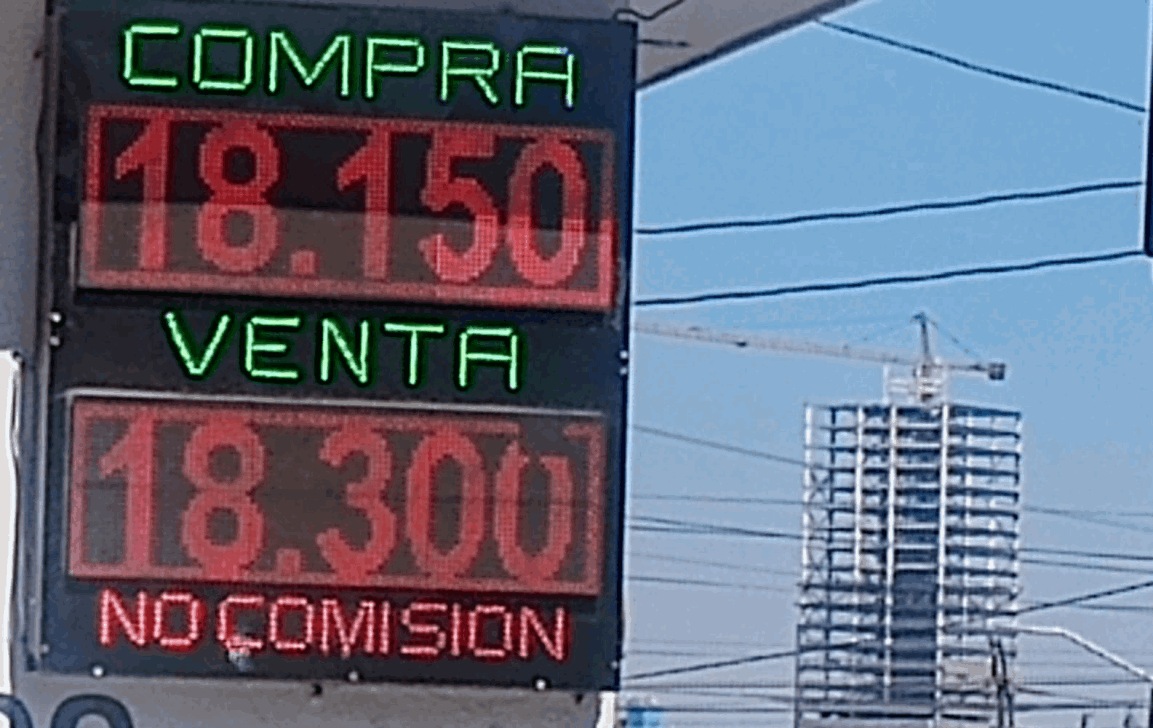 COMPRA
18.150
VENTA
18.300
NO COMISION